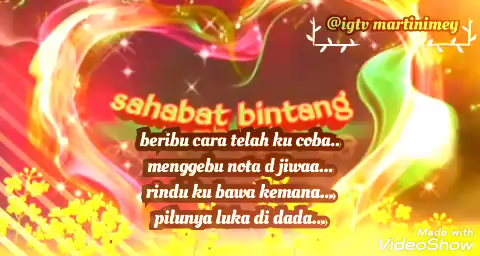 @igtv martinimey
sahabat bintang
beribu cara telah ku coba..
menggebu nota d jiwaa...
rindu ku bawa kemana..,,
pilunya luka di dada..,,
Made with
VideoShow